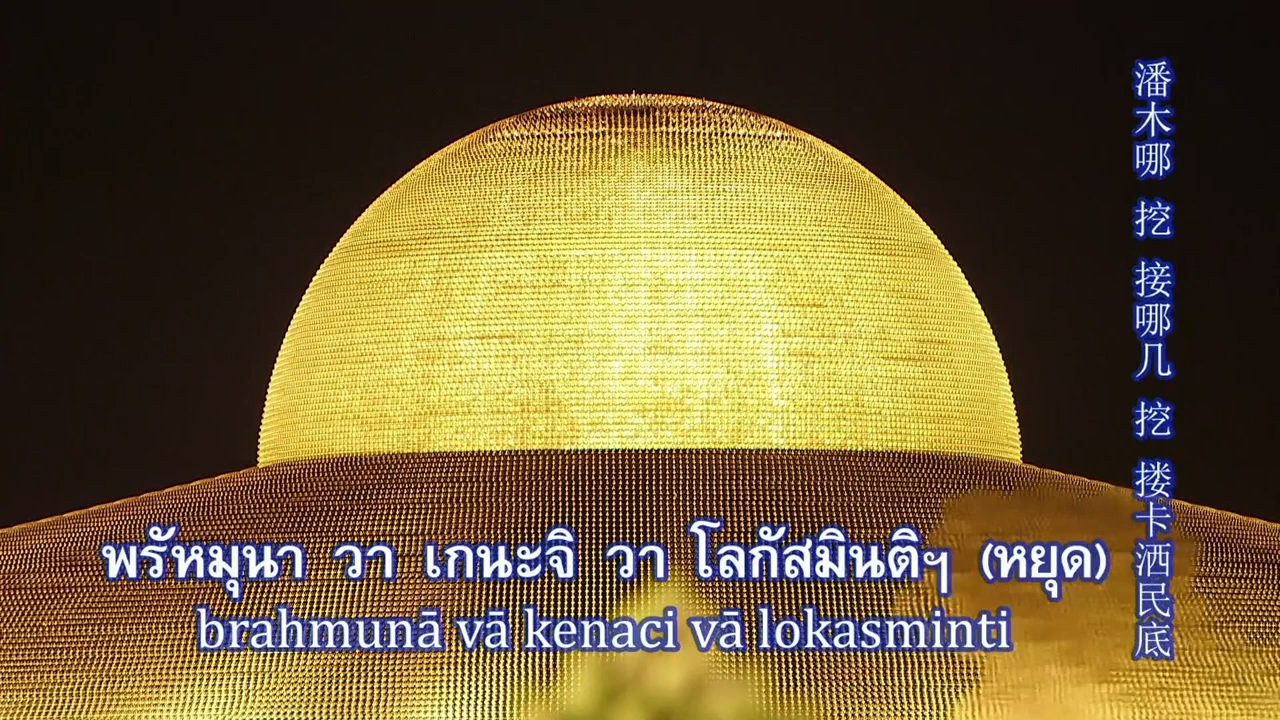 พรัหมุนา วา เกนะจิ วา โลกัสมินติฯ (หยุด)
brahmunā vā kenaci vā lokasminti
潘木哪 挖 接哪几 挖 搂卡洒民底